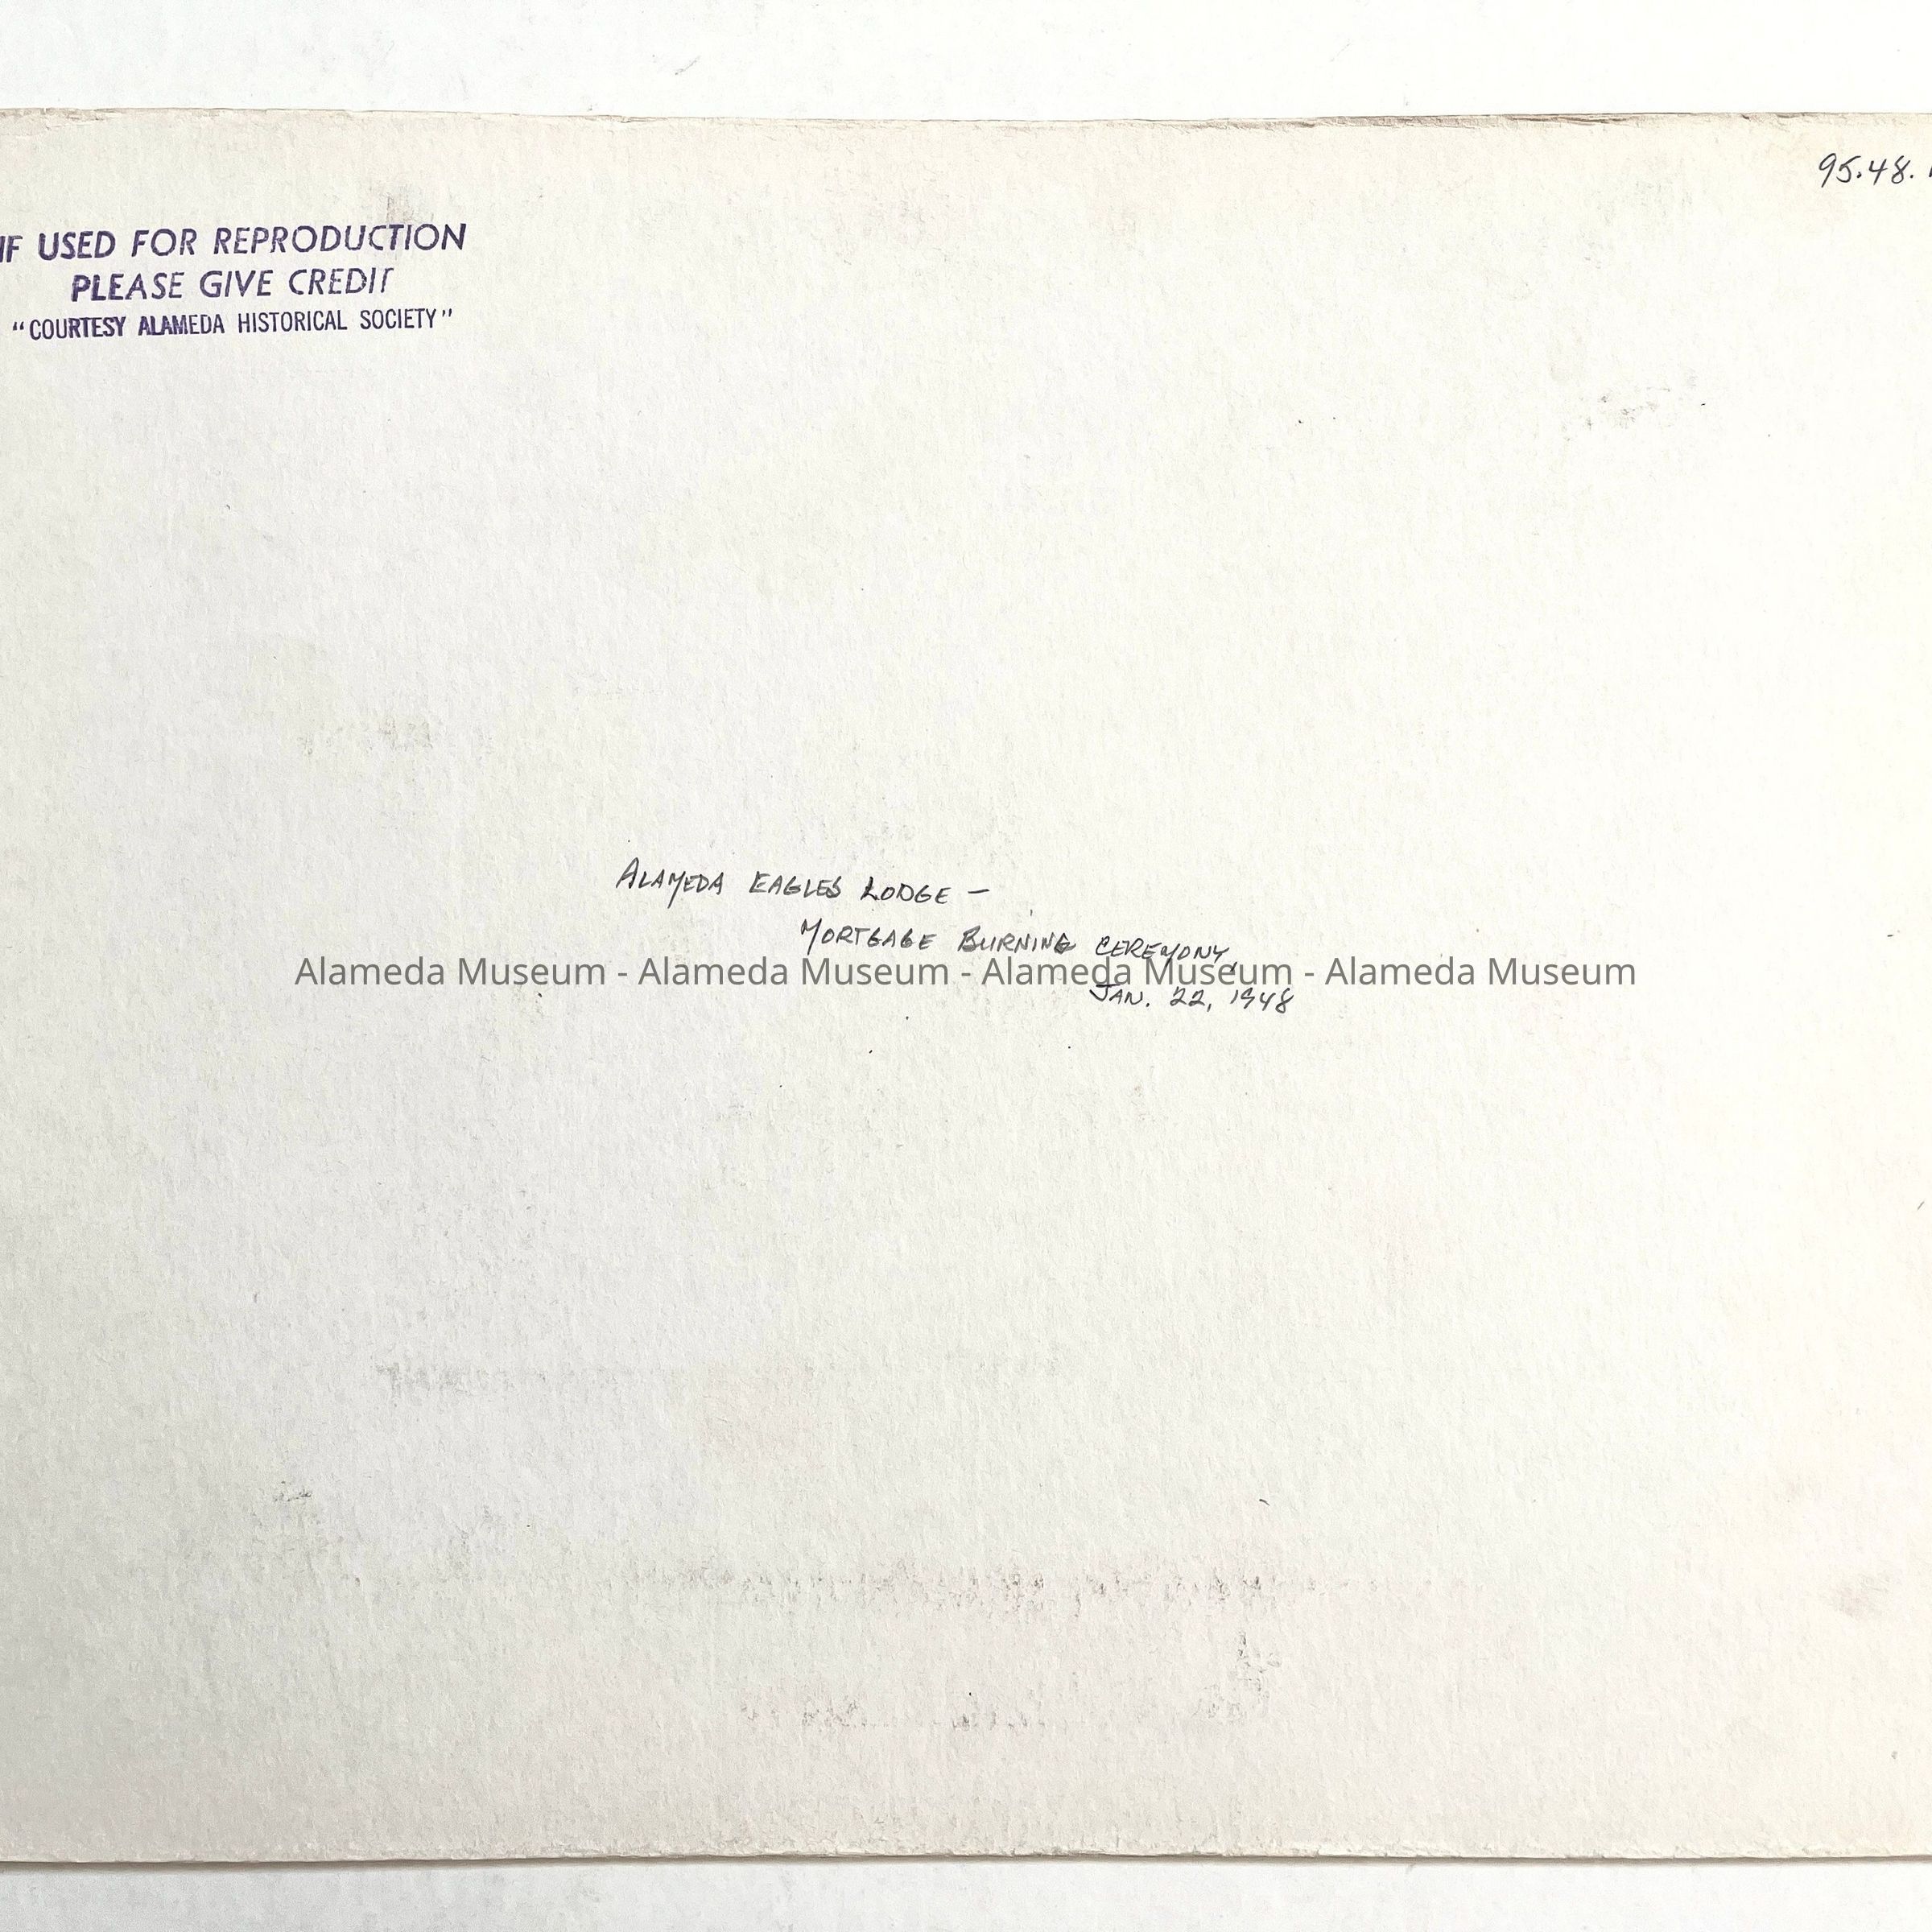 95.48.
IF USED FOR REPRODUCTION
PLEASE GIVE CREDIT
"COURTESY ALAMEDA HISTORICAL SOCIETY"
ALAMEDA EAGLES LODGE —
MORTGAGE BURNING CEREMONY,
Alameda Museum - Alameda Museum - Alameda Museum - Alameda Museum
JAN. 22, 1948